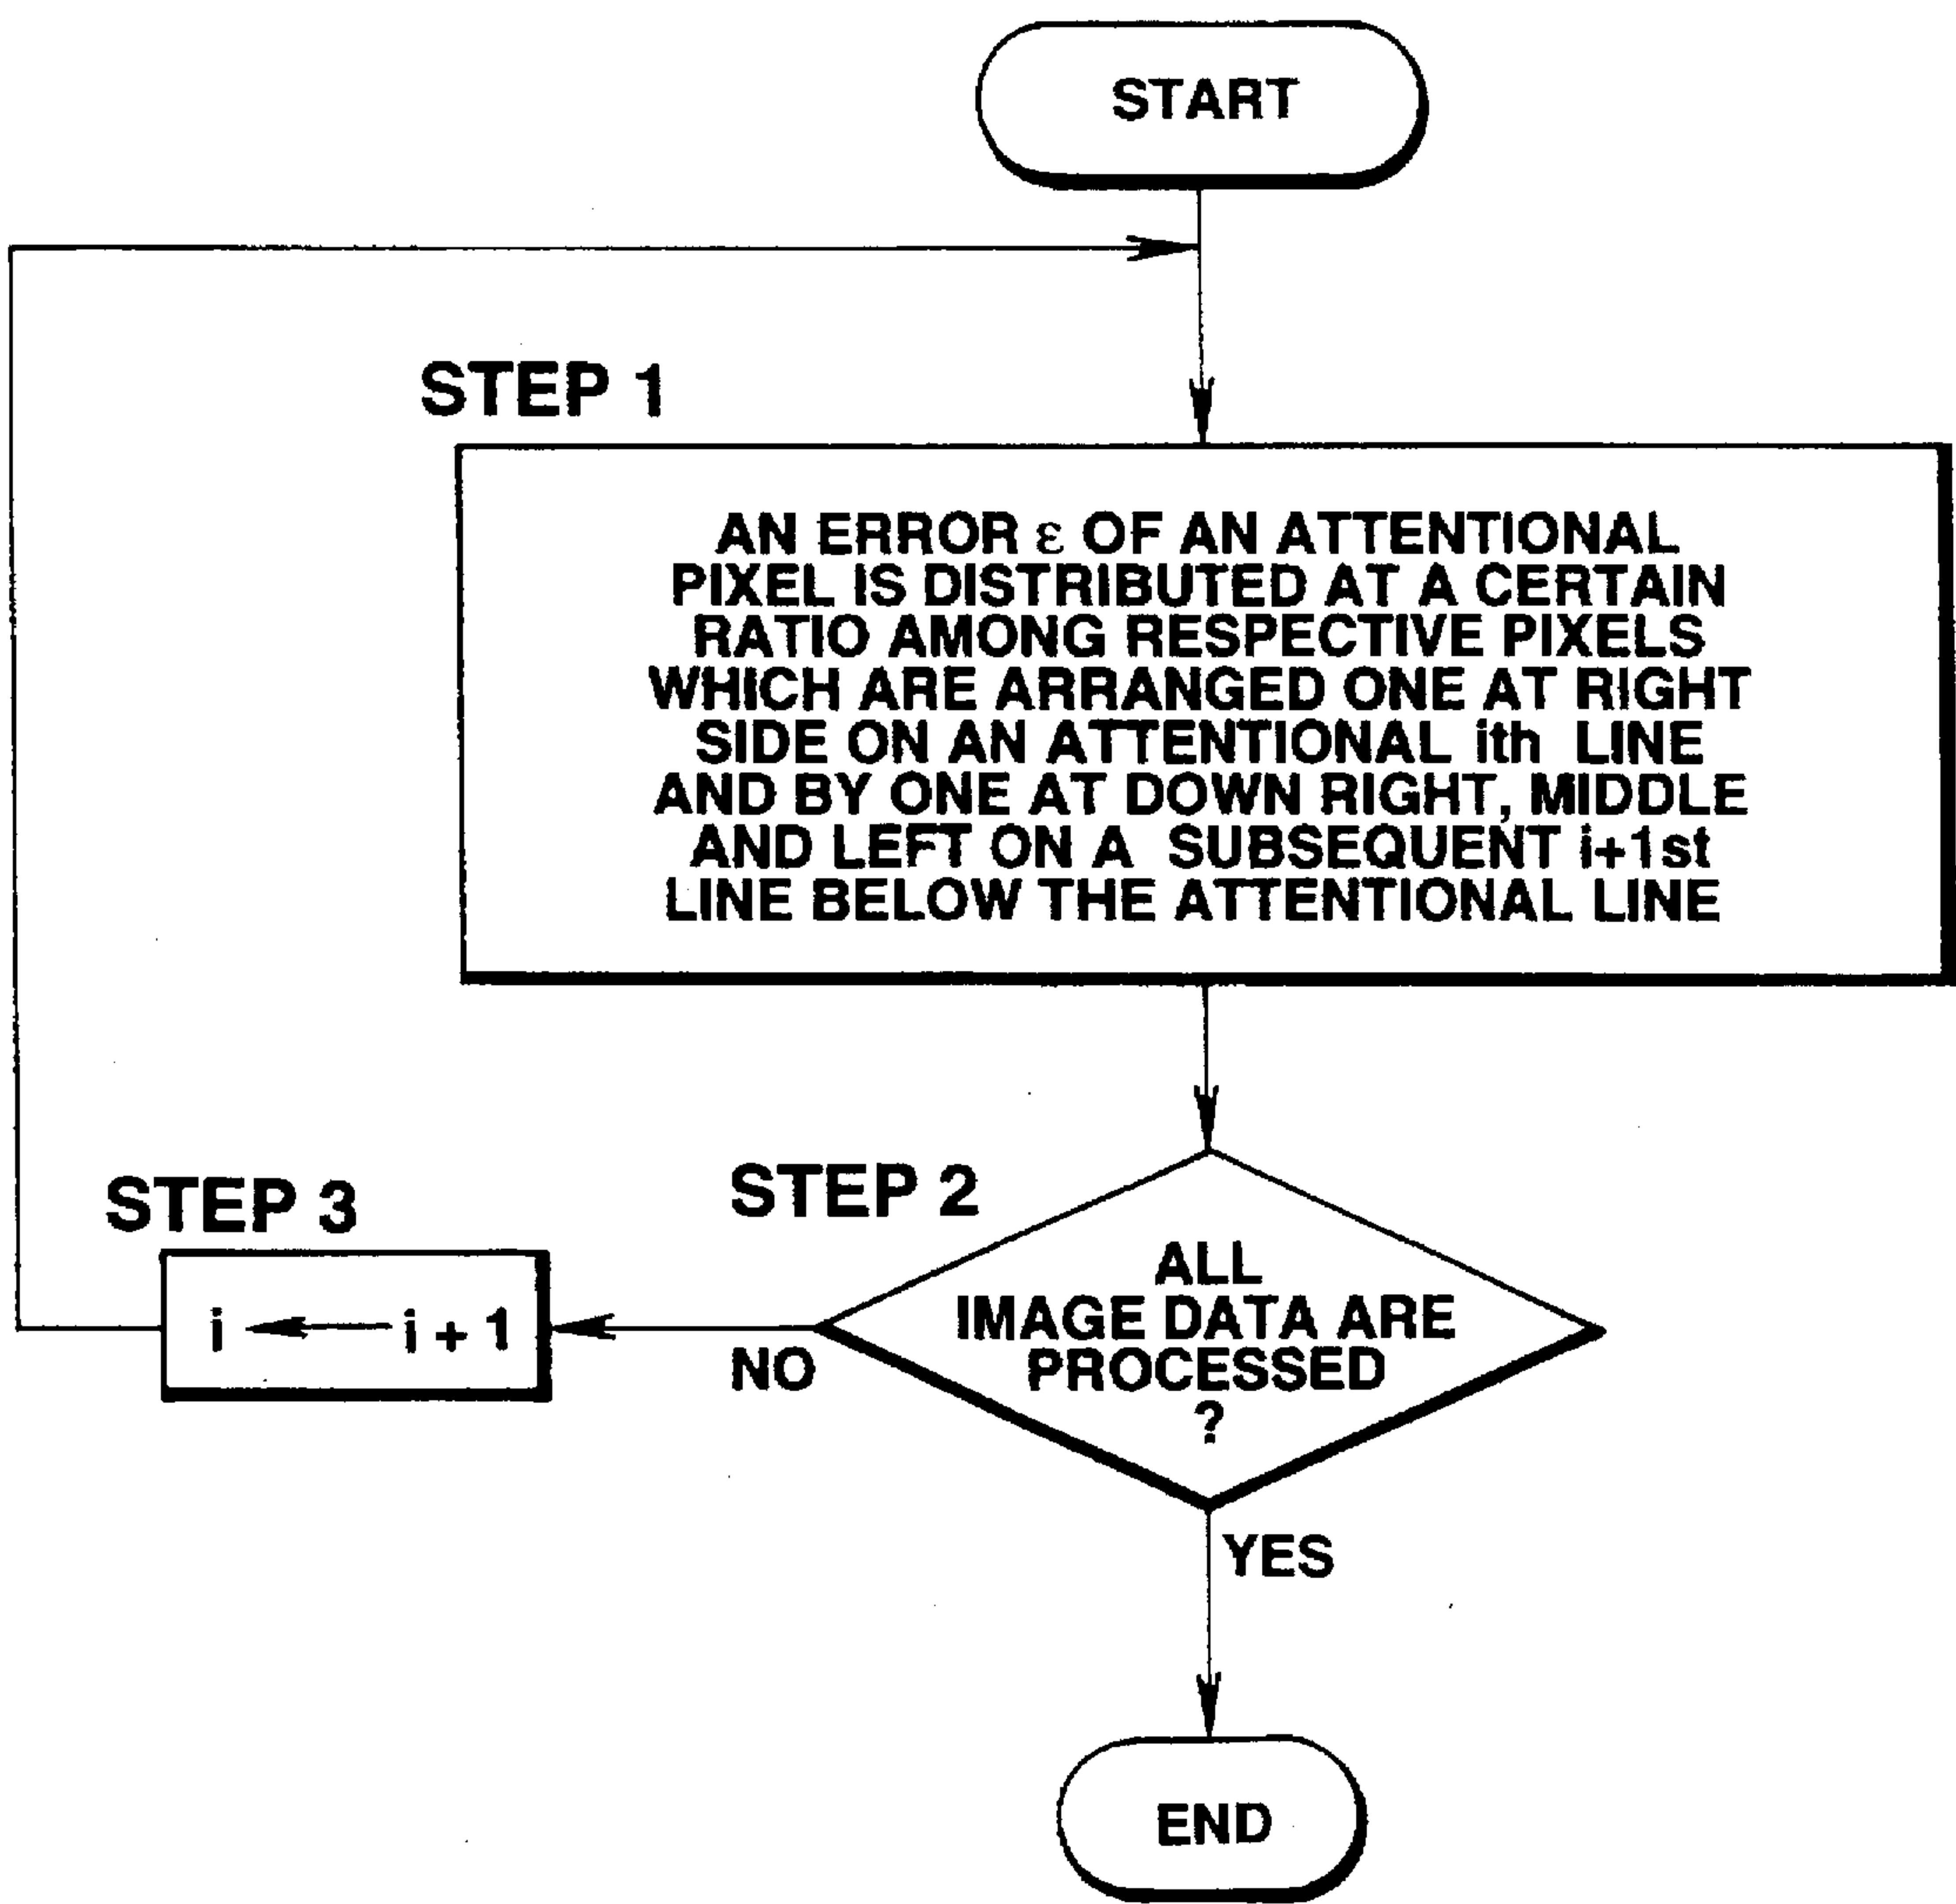 START
STEP 1
AN ERROR ε OF AN ATTENTIONAL
PIXEL IS DISTRIBUTED AT A CERTAIN
RATIO AMONG RESPECTIVE PIXELS
WHICH ARE ARRANGED ONE AT RIGHT
SIDE ON AN ATTENTIONAL ith LINE
AND BY ONE AT DOWN RIGHT, MIDDLE
AND LEFT ON A SUBSEQUENT i+1st
LINE BELOW THE ATTENTIONAL LINE
STEP 2
ALL
IMAGE DATA ARE
PROCESSED
?
NO
STEP 3
i ← i + 1
YES
END